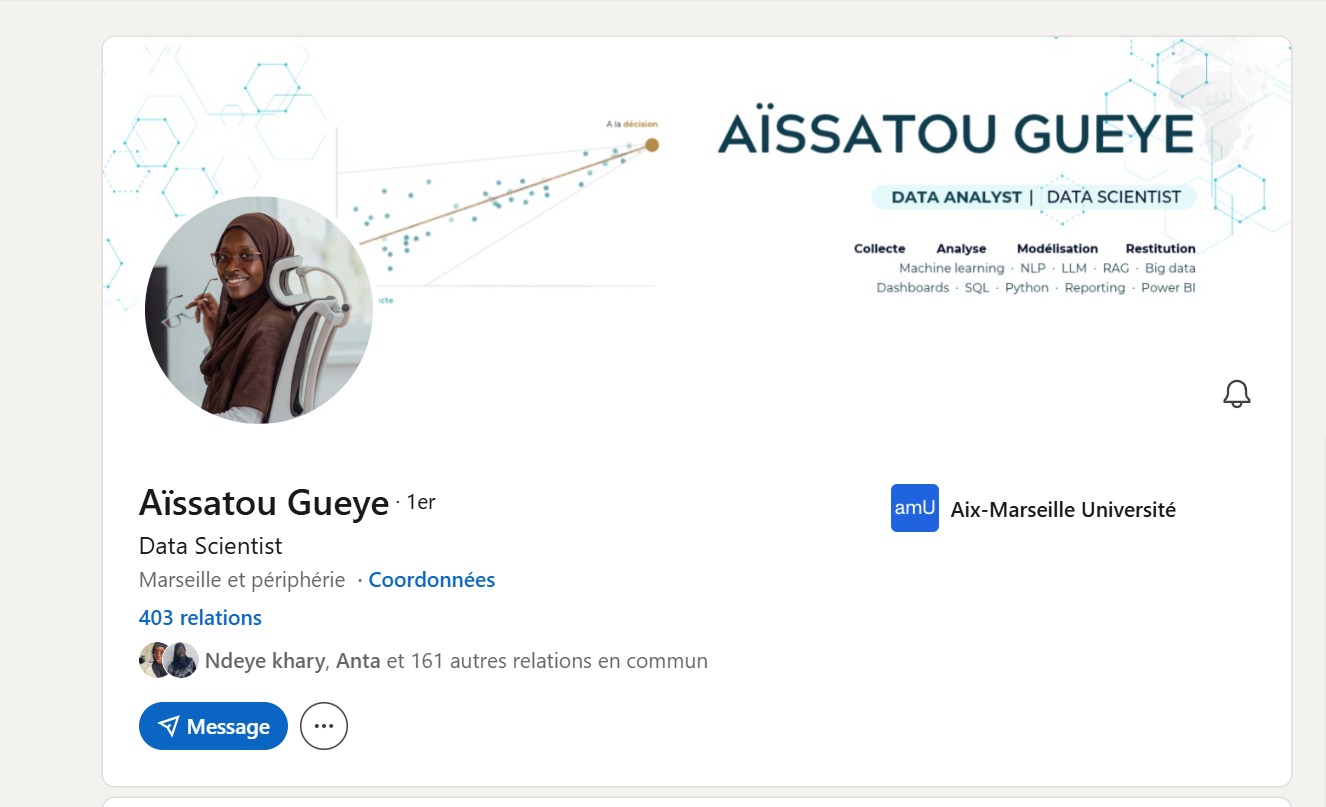 A la décision
AÏSSATOU GUEYE
DATA ANALYST | DATA SCIENTIST
Collecte Analyse Modélisation Restitution
Machine learning · NLP · LLM · RAG · Big data
Dashboards · SQL · Python · Reporting · Power BI
Aïssatou Gueye · 1er
amU Aix-Marseille Université
Data Scientist
Marseille et périphérie · Coordonnées
403 relations
Ndeye khary, Anta et 161 autres relations en commun
Message